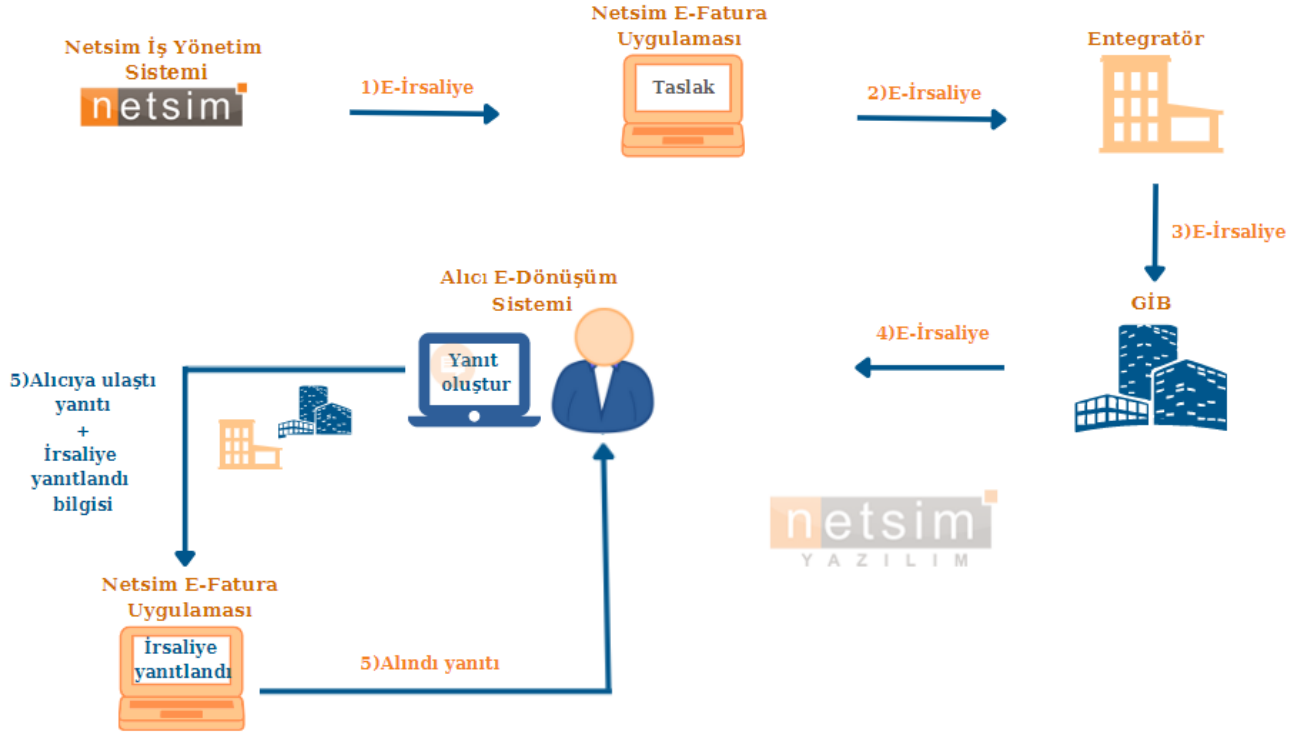 Netsim İş Yönetim
Sistemi
netsim
1)E-İrsaliye
Netsim E-Fatura
Uygulaması
Taslak
2)E-İrsaliye
Entegratör
3)E-İrsaliye
GİB
4)E-İrsaliye
Alıcı E-Dönüşüm
Sistemi
Yanıt
oluştur
5)Alıcıya ulaştı
yanıtı
+
İrsaliye
yanıtlandı
bilgisi
netsim
YAZILIM
Netsim E-Fatura
Uygulaması
İrsaliye
yanıtlandı
5)Alındı yanıtı